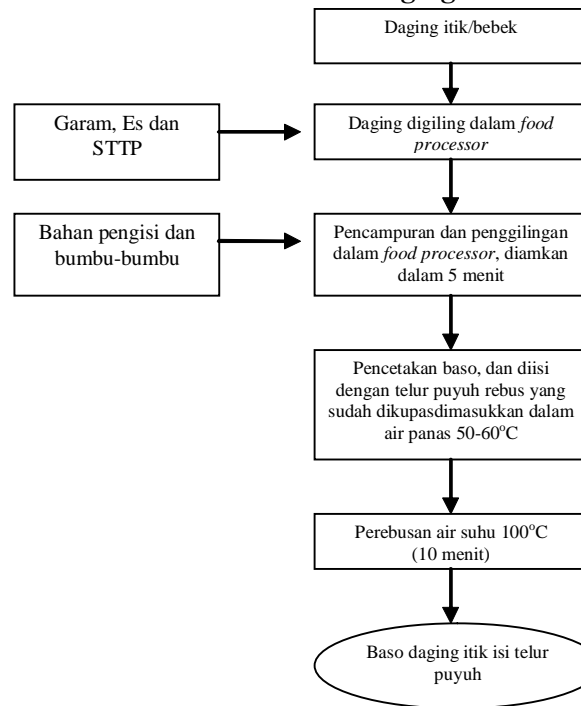 Daging itik/bebek
Garam, Es dan
STTP
Daging digiling dalam food
processor
Bahan pengisi dan
bumbu-bumbu
Pencampuran dan penggilingan
dalam food processor, diamkan
dalam 5 menit
Pencetakan baso, dan diisi
dengan telur puyuh rebus yang
sudah dikupasdimasukkan dalam
air panas 50-60°C
Perebusan air suhu 100°C
(10 menit)
Baso daging itik isi telur
puyuh